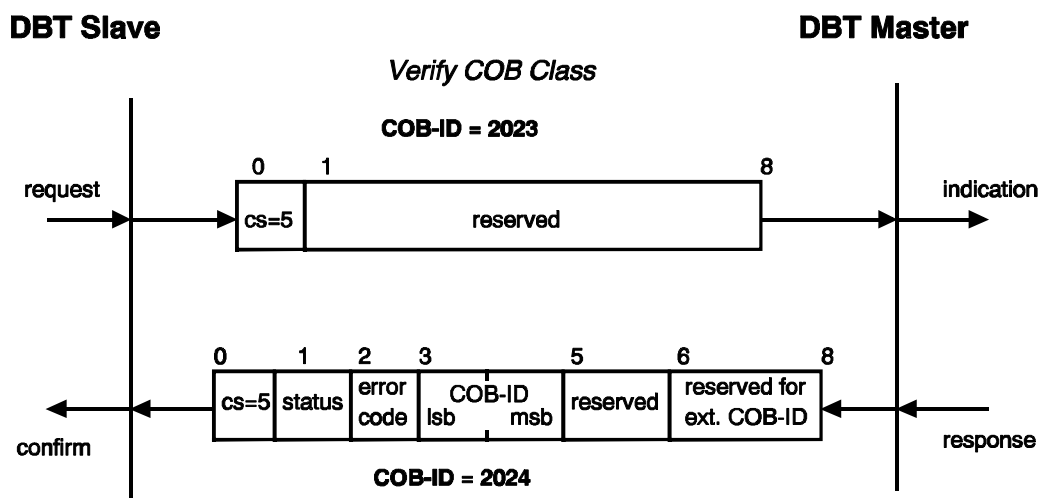 DBT Slave
DBT Master
Verify COB Class
COB-ID = 2023
0 1 8
request
indication
cs=5 reserved
0 1 2 3 5 6 8
cs=5 status error code COB-ID lsb msb reserved reserved for ext. COB-ID
confirm
response
COB-ID = 2024